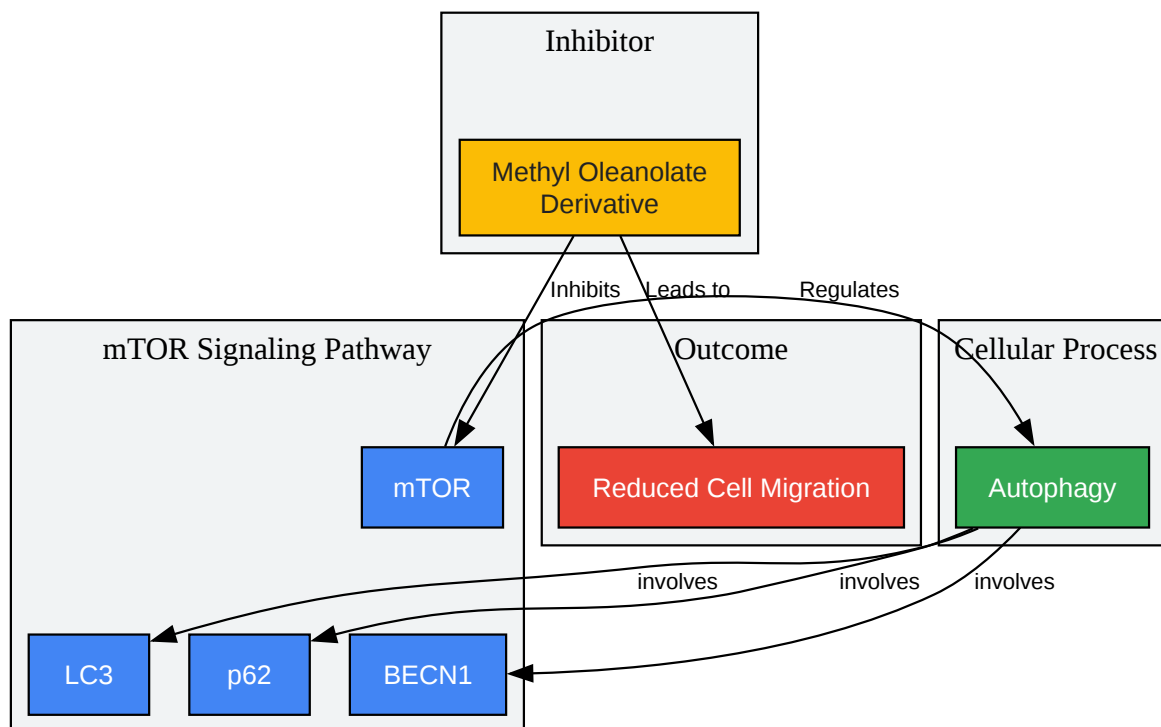 Inhibitor
Methyl Oleanolate
Derivative
Inhibits
Leads to
Regulates
mTOR Signaling Pathway
Outcome
Cellular Process
mTOR
Reduced Cell Migration
Autophagy
involves
involves
involves
LC3
p62
BECN1